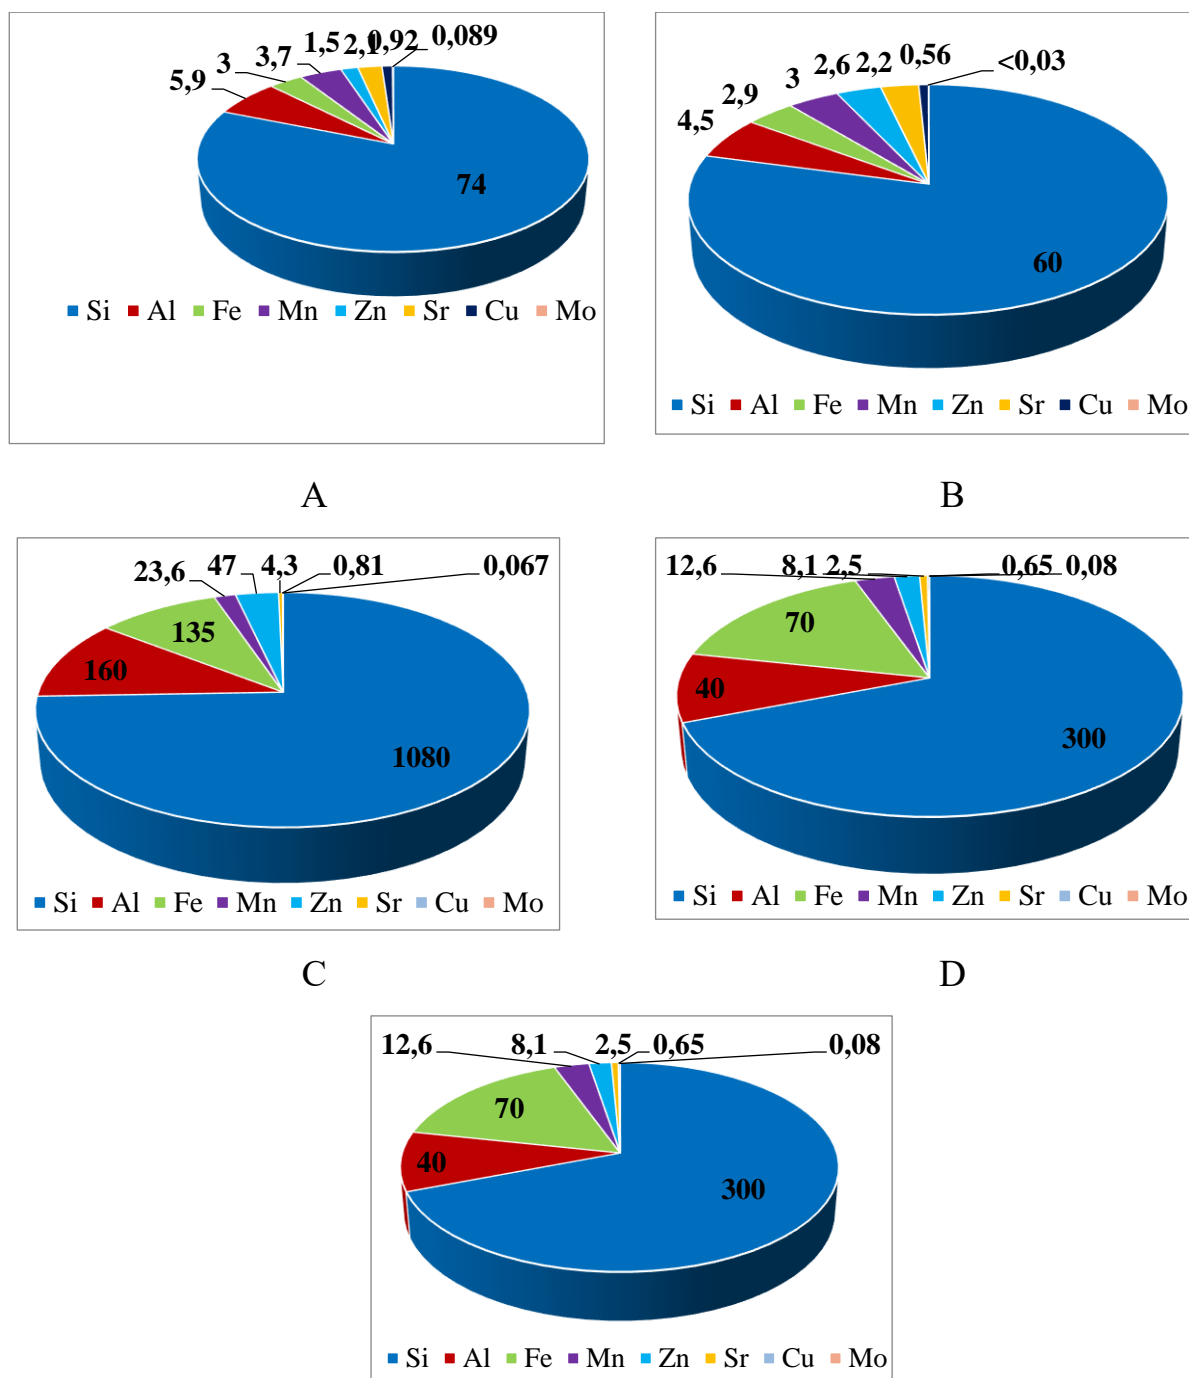 5,9 3 3,7 1,5 2,1 0,92 0,089
74
Si Al Fe Mn Zn Sr Cu Mo
4,5 2,9 3 2,6 2,2 0,56 <0,03
60
Si Al Fe Mn Zn Sr Cu Mo
A
B
23,6 47 4,3 0,81 0,067
135
160
1080
Si Al Fe Mn Zn Sr Cu Mo
12,6 8,1 2,5 0,65 0,08
70
40
300
Si Al Fe Mn Zn Sr Cu Mo
C
D
12,6 8,1 2,5 0,65 0,08
70
40
300
Si Al Fe Mn Zn Sr Cu Mo